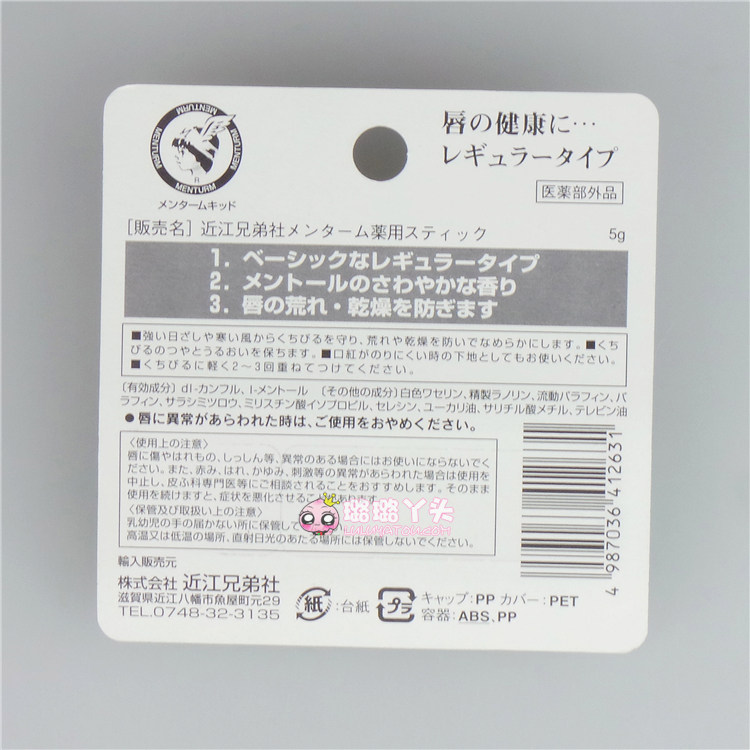 MENTURM
MENTURM
MENTURM
MENTURM
メンタームキッド
唇の健康に…
レギュラータイプ
医薬部外品
[販売名] 近江兄弟社メンターム薬用スティック
5g
1. ベーシックなレギュラータイプ
2. メントールのさわやかな香り
3. 唇の荒れ・乾燥を防ぎます
■強い日ざしや寒い風からくちびるを守り、荒れや乾燥を防いでなめらかにします。■くち
びるのつやとうるおいを保ちます。■口紅がのりにくい時の下地としてもお使いください。
■くちびるに軽く2～3回重ねてつけてください。
〔有効成分〕dl-カンフル、l-メントール 〔その他の成分〕白色ワセリン、精製ラノリン、流動パラフィン、パ
ラフィン、サラシミツロウ、ミリスチン酸イソプロピル、セレシン、ユーカリ油、サリチル酸メチル、テレピン油
●唇に異常があらわれた時は、ご使用をおやめください。
〈使用上の注意〉
唇に傷やはれもの、しっしん等、異常のある場合にはお使いにならないでく
ださい。また、赤み、はれ、かゆみ、刺激等の異常があらわれた場合は使用を
中止し、皮ふ科専門医等にご相談されることをおすすめします。そのまま
使用を続けますと、症状を悪化させることがあります。
〈保管及び取扱い上の注意〉
乳幼児の手の届かない所に保管して
高温又は低温の場所、直射日光のあたる場所には保管しないでください。
璐璐丫头
輸入販売元
株式会社 近江兄弟社
滋賀県近江八幡市魚屋町元29
TEL.0748-32-3135
紙 :台紙
プラ
キャップ:PP カバー:PET
容器:ABS、PP
4 987036 412631